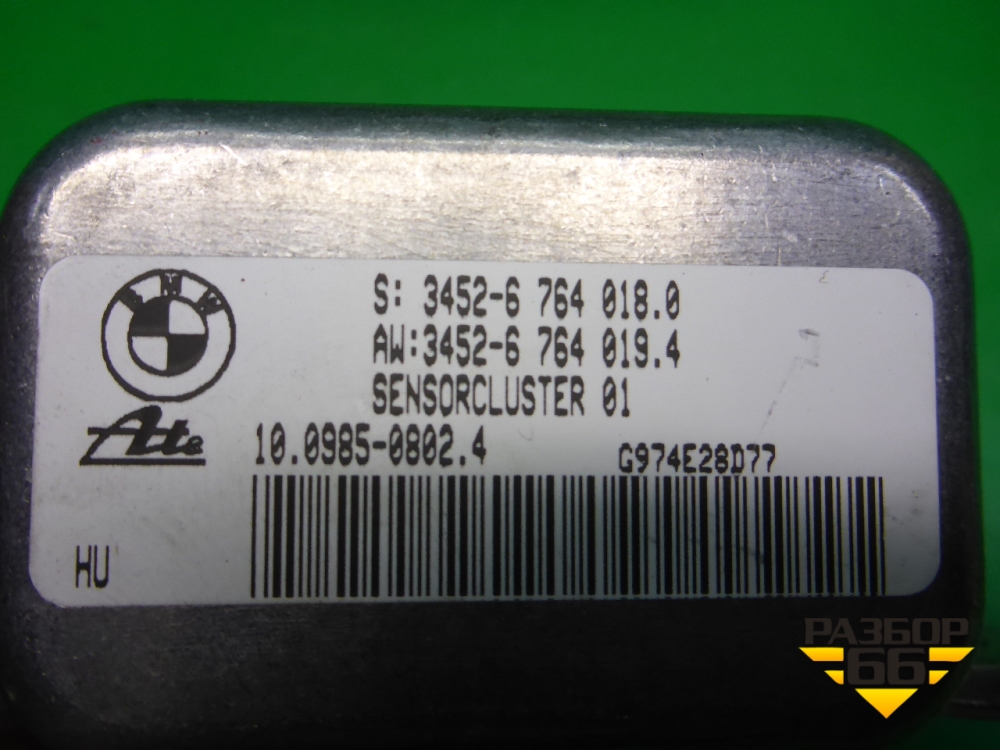 BMW
S: 3452-6 764 018.0
AW:3452-6 764 019.4
SENSORCLUSTER 01
Ate
10.0985-0802.4
G974E28D77
HU
РАЗБОР
66